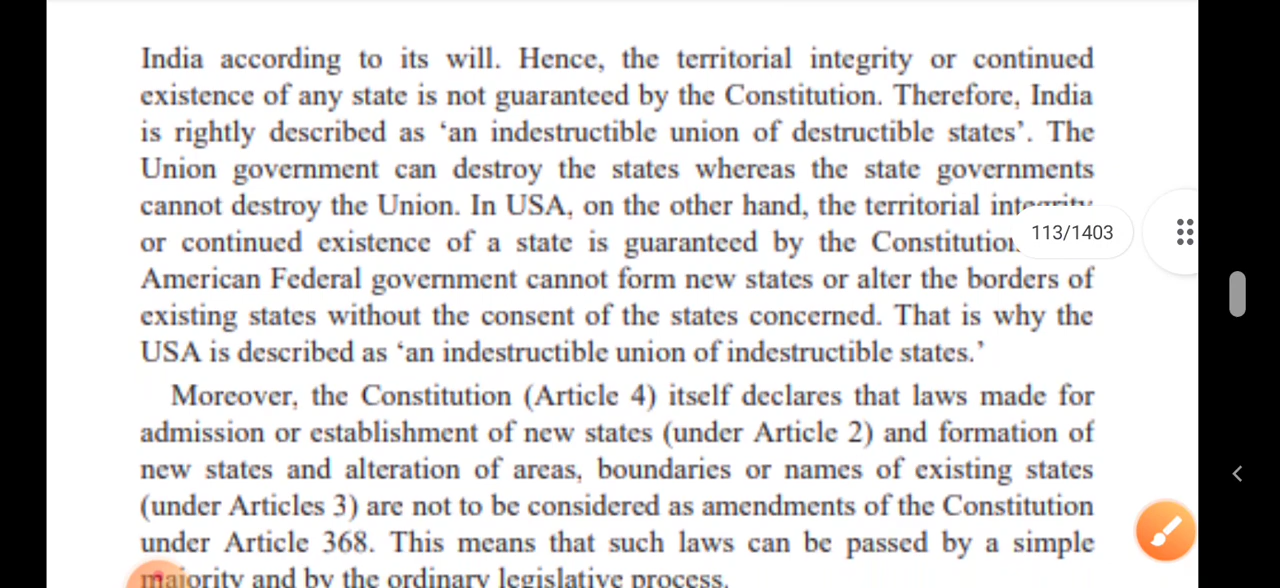 India according to its will. Hence, the territorial integrity or continued
existence of any state is not guaranteed by the Constitution. Therefore, India
is rightly described as ‘an indestructible union of destructible states’. The
Union government can destroy the states whereas the state governments
cannot destroy the Union. In USA, on the other hand, the territorial integrity
or continued existence of a state is guaranteed by the Constitution.
113/1403
American Federal government cannot form new states or alter the borders of
existing states without the consent of the states concerned. That is why the
USA is described as ‘an indestructible union of indestructible states.’
Moreover, the Constitution (Article 4) itself declares that laws made for
admission or establishment of new states (under Article 2) and formation of
new states and alteration of areas, boundaries or names of existing states
(under Articles 3) are not to be considered as amendments of the Constitution
under Article 368. This means that such laws can be passed by a simple
majority and by the ordinary legislative process.